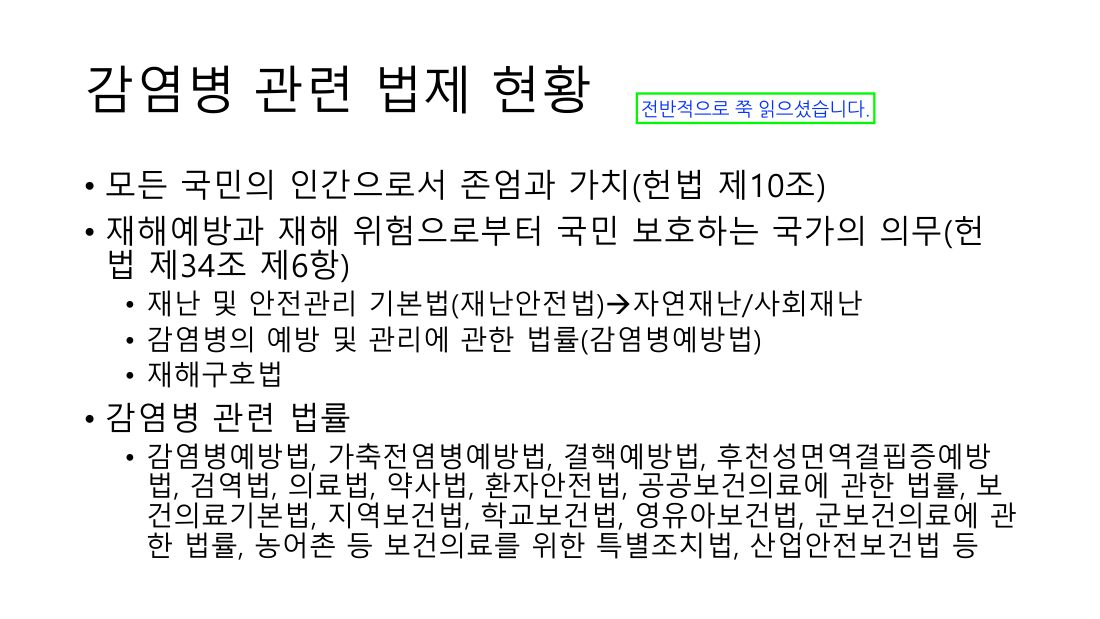 감염병 관련 법제 현황
전반적으로 쭉 읽으셨습니다.
• 모든 국민의 인간으로서 존엄과 가치(헌법 제10조)
• 재해예방과 재해 위험으로부터 국민 보호하는 국가의 의무(헌
법 제34조 제6항)
• 재난 및 안전관리 기본법(재난안전법)→자연재난/사회재난
• 감염병의 예방 및 관리에 관한 법률(감염병예방법)
• 재해구호법
• 감염병 관련 법률
• 감염병예방법, 가축전염병예방법, 결핵예방법, 후천성면역결핍증예방
법, 검역법, 의료법, 약사법, 환자안전법, 공공보건의료에 관한 법률, 보
건의료기본법, 지역보건법, 학교보건법, 영유아보건법, 군보건의료에 관
한 법률, 농어촌 등 보건의료를 위한 특별조치법, 산업안전보건법 등